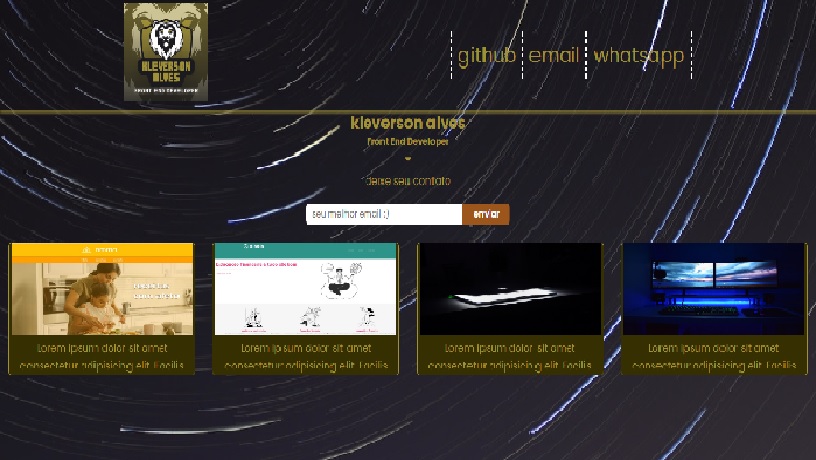 KLEVERSON
ALVES
FRONT END DEVELOPER
github
email
whatsapp
kleverson alves
Front End Developer
deixe seu contato
seu melhor email ;)
enviar
Lorem ipsum dolor sit amet
consectetur adipisicing elit. Facilis
Lorem ipsum dolor sit amet
consectetur adipisicing elit. Facilis
Lorem ipsum dolor sit amet
consectetur adipisicing elit. Facilis
Lorem ipsum dolor sit amet
consectetur adipisicing elit. Facilis